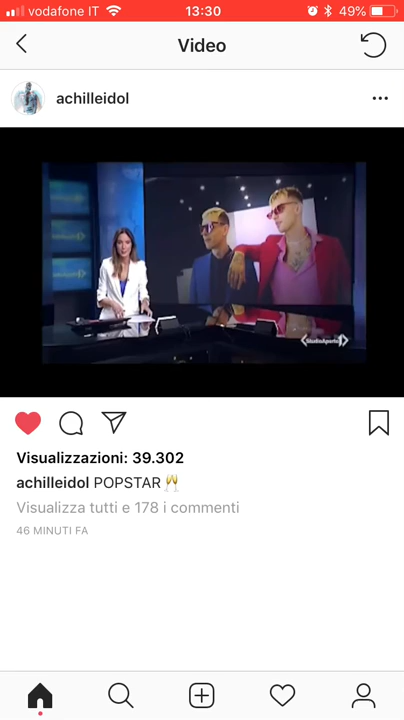 vodafone IT 13:30 49%
Video
achilleidol
StudioAperto
Visualizzazioni: 39.302
achilleidol POPSTAR 🥂
Visualizza tutti e 178 i commenti
46 MINUTI FA